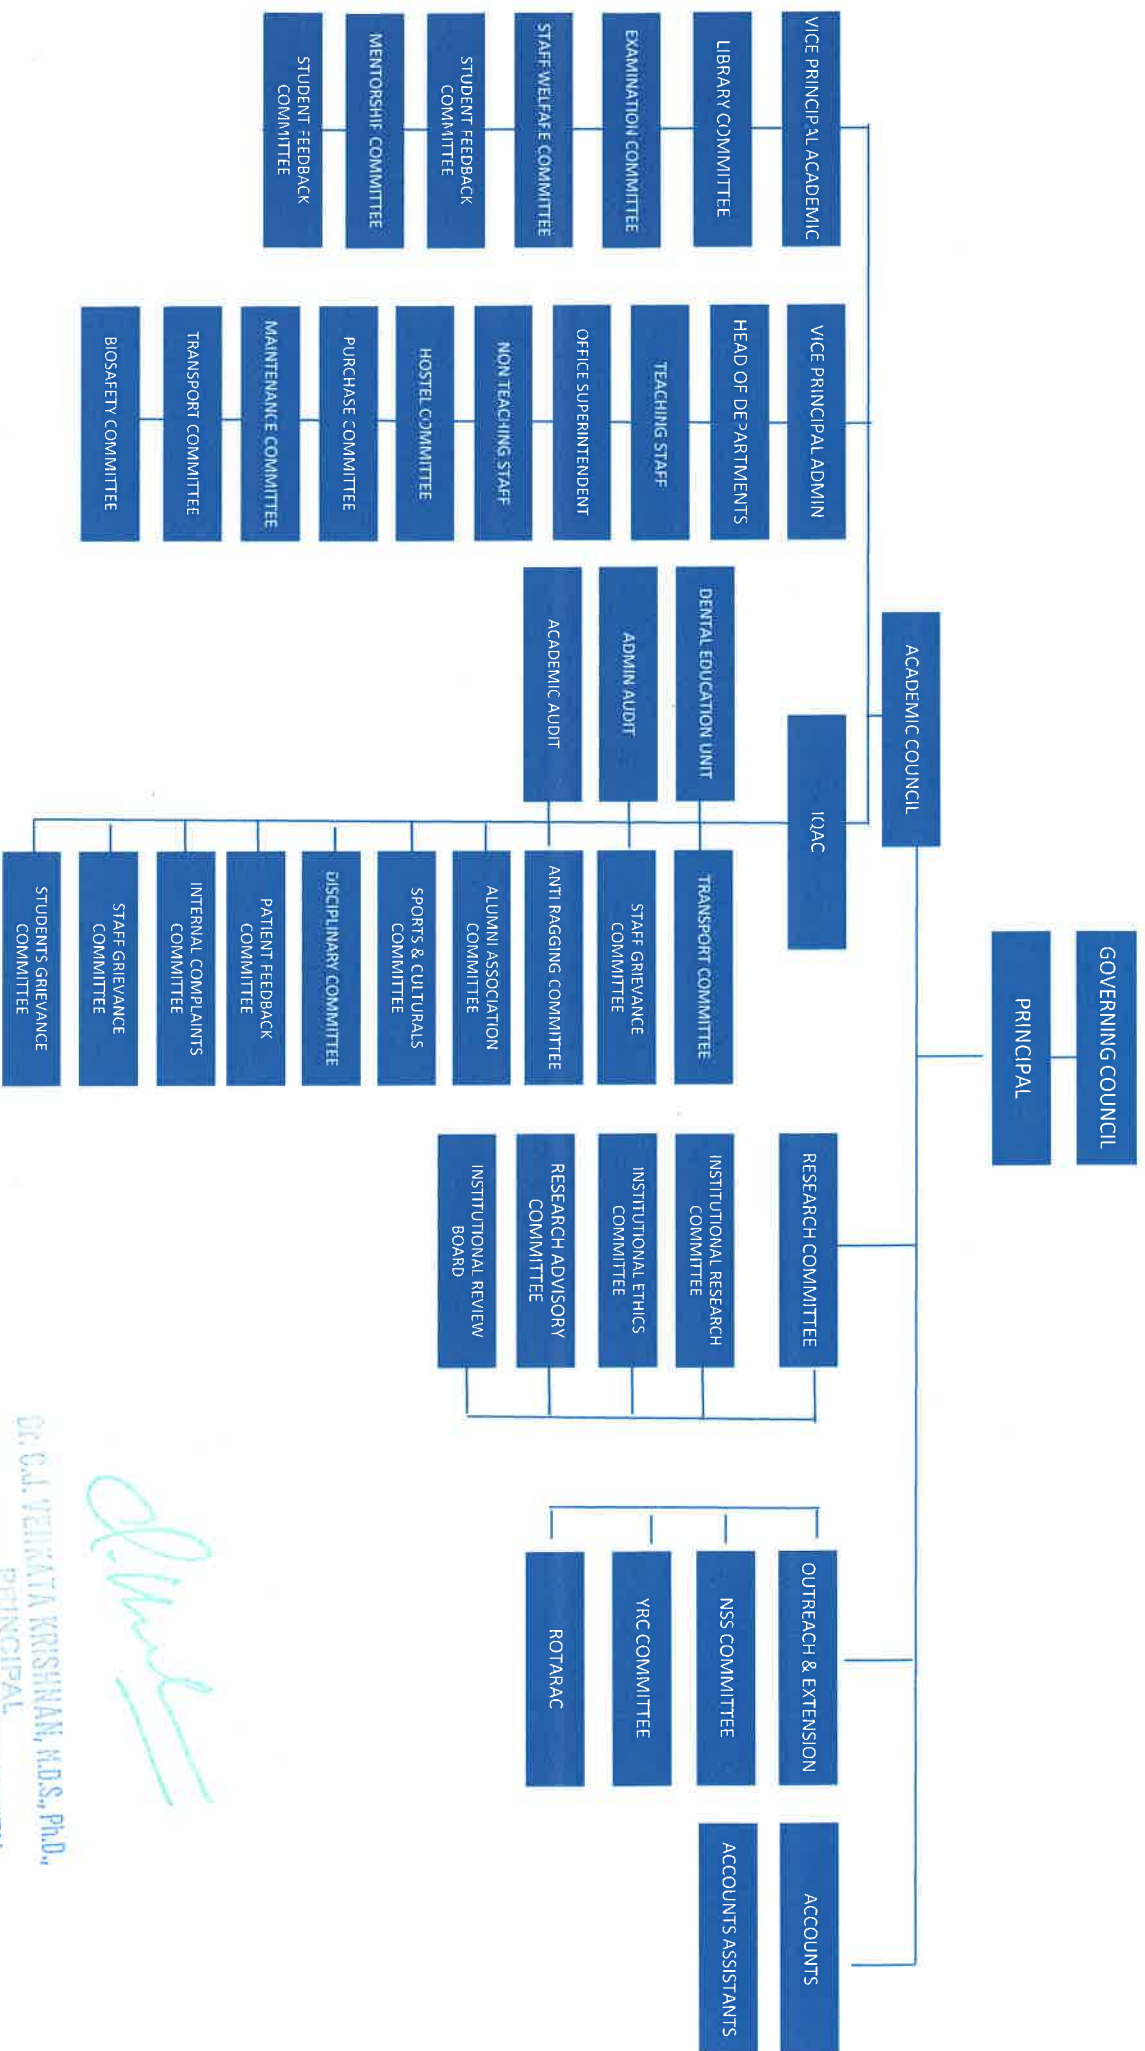 GOVERNING COUNCIL
PRINCIPAL
ACADEMIC COUNCIL
VICE PRINCIPAL ACADEMIC
LIBRARY COMMITTEE
EXAMINATION COMMITTEE
STAFF WELFAFE COMMITTEE
STUDENT FEEDBACK
COMMITTEE
MENTORSHIF COMMITTEE
STUDENT FEEDBACK
COMMITTEE
VICE PRINCIPAL ADMIN
HEAD OF DEPARTMENTS
TEACHING STAFF
OFFICE SUPERINTENDENT
NON TEACHING STAFF
HOSTEL COMMITTEE
PURCHASE COMMITTEE
MAINTENANCE COMMITTEE
TRANSPORT COMMITTEE
BIOSAFETY COMMITTEE
IQAC
DENTAL EDUCATION UNIT
ADMIN AUDIT
ACADEMIC AUDIT
TRANSPORT COMMITTEE
STAFF GRIEVANCE
COMMITTEE
ANTI RAGGING COMMITTEE
ALUMNI ASSOCIATION
COMMITTEE
SPORTS & CULTURALS
COMMITTEE
DISCIPLINARY COMMITTEE
PATIENT FEEDBACK
COMMITTEE
INTERNAL COMPLAINTS
COMMITTEE
STAFF GRIEVANCE
COMMITTEE
STUDENTS GRIEVANCE
COMMITTEE
RESEARCH COMMITTEE
INSTITUTIONAL RESEARCH
COMMITTEE
INSTITUTIONAL ETHICS
COMMITTEE
RESEARCH ADVISORY
COMMITTEE
INSTITUTIONAL REVIEW
BOARD
OUTREACH & EXTENSION
NSS COMMITTEE
YRC COMMITTEE
ROTARAC
ACCOUNTS
ACCOUNTS ASSISTANTS
Dr. C.J. VENKATA KRISHNAN, M.D.S., Ph.D.,
PRINCIPAL